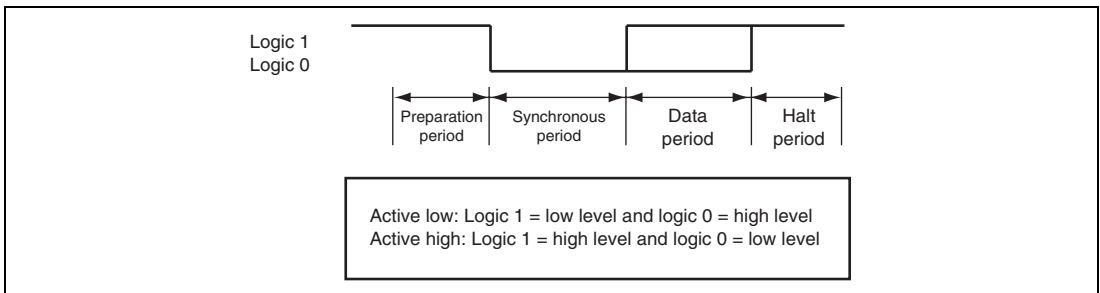 Logic 1
Logic 0
Preparation
period
Synchronous
period
Data
period
Halt
period
Active low: Logic 1 = low level and logic 0 = high level
Active high: Logic 1 = high level and logic 0 = low level